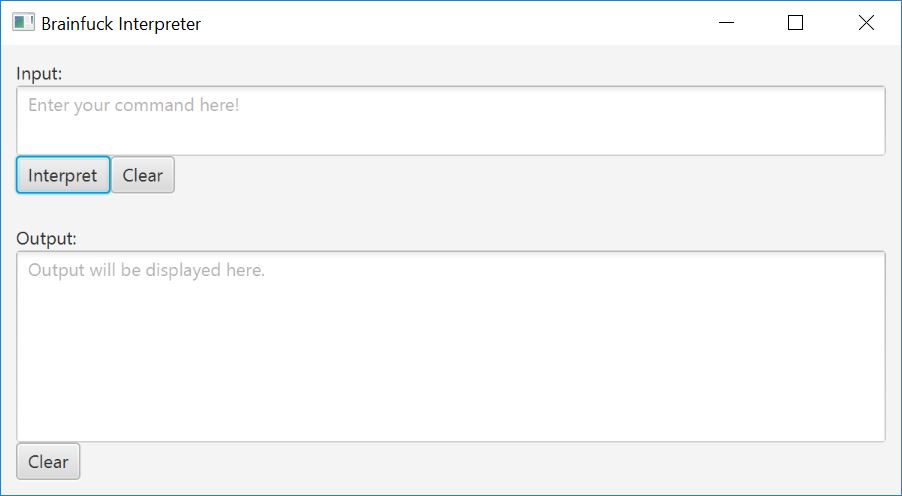 Brainfuck Interpreter
Input:
Enter your command here!
Interpret Clear
Output:
Output will be displayed here.
Clear